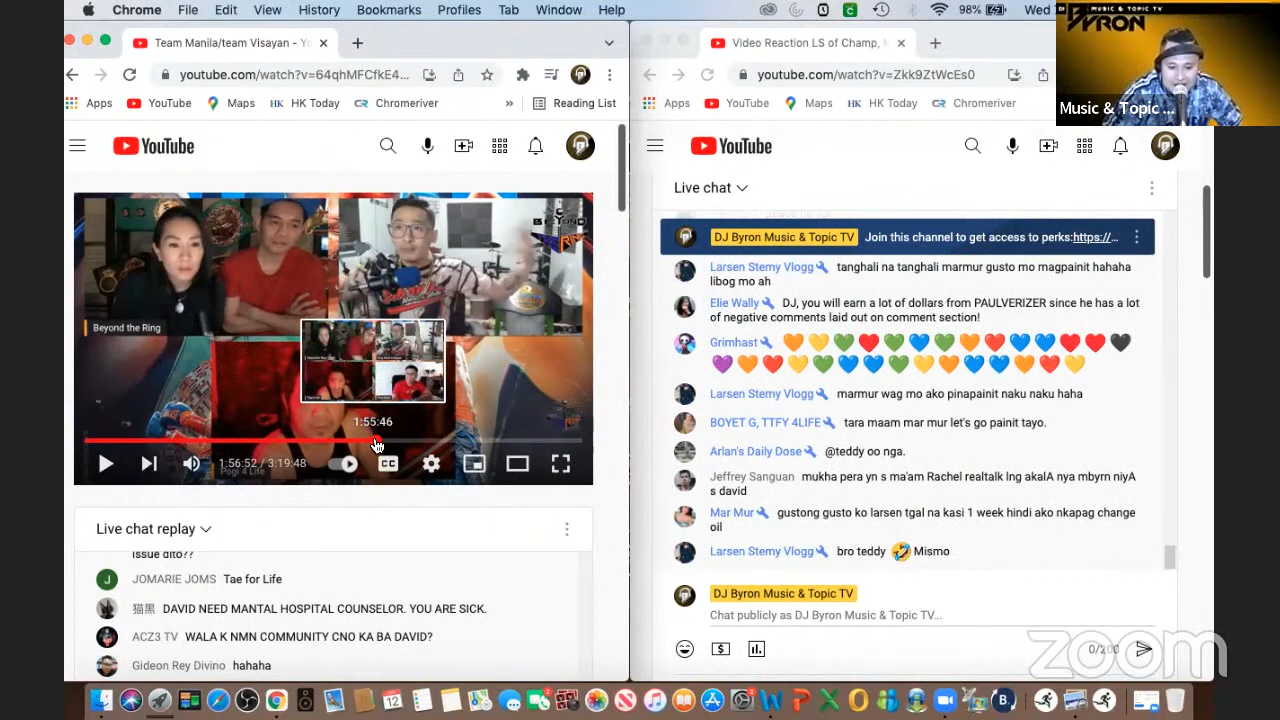 Chrome File Edit View History Bookmarks Profiles Tab Window Help
98% Wed
MUSIC & TOPIC TV
BYRON
Music & Topic ...
Team Manila/team Visayan - Yo
youtube.com/watch?v=64qhMFCfkE4...
Apps YouTube Maps HK HK Today CR Chromeriver » Reading List
YouTube
BEYOND
THE RING
Beyond the Ring
1:55:46
1:56:52 / 3:19:48
CC
Pogi 4 Life
Live chat replay
issue dito??
JOMARIE JOMS Tae for Life
猫黒 DAVID NEED MANTAL HOSPITAL COUNSELOR. YOU ARE SICK.
ACZ3 TV WALA K NMN COMMUNITY CNO KA BA DAVID?
Gideon Rey Divino hahaha
Video Reaction LS of Champ, M
youtube.com/watch?v=Zkk9ZtWcEs0
Apps YouTube Maps HK HK Today CR Chromeriver
YouTube
Live chat
DJ Byron Music & Topic TV Join this channel to get access to perks:https://...
Larsen Stemy Vlogg tanghali na tanghali marmur gusto mo magpainit hahaha
libog mo ah
Elie Wally DJ, you will earn a lot of dollars from PAULVERIZER since he has a lot
of negative comments laid out on comment section!
Grimhast 🧡💛💚❤️💚💙💚🧡❤️💙💙❤️❤️🖤
💜🧡❤️💛💚💙💙💚💛🧡💙🧡❤️💛
Larsen Stemy Vlogg marmur wag mo ako pinapainit naku naku haha
BOYET G, TTFY 4LIFE tara maam mar mur let's go painit tayo.
Arlan's Daily Dose @teddy oo nga.
Jeffrey Sanguan mukha pera yn s ma'am Rachel realtalk lng akalA nya mbyrn niyA
s david
Mar Mur gustong gusto ko larsen tgal na kasi 1 week hindi ako nkapag change
oil
Larsen Stemy Vlogg bro teddy 🤣 Mismo
DJ Byron Music & Topic TV
Chat publicly as DJ Byron Music & Topic TV...
0/200
zoom